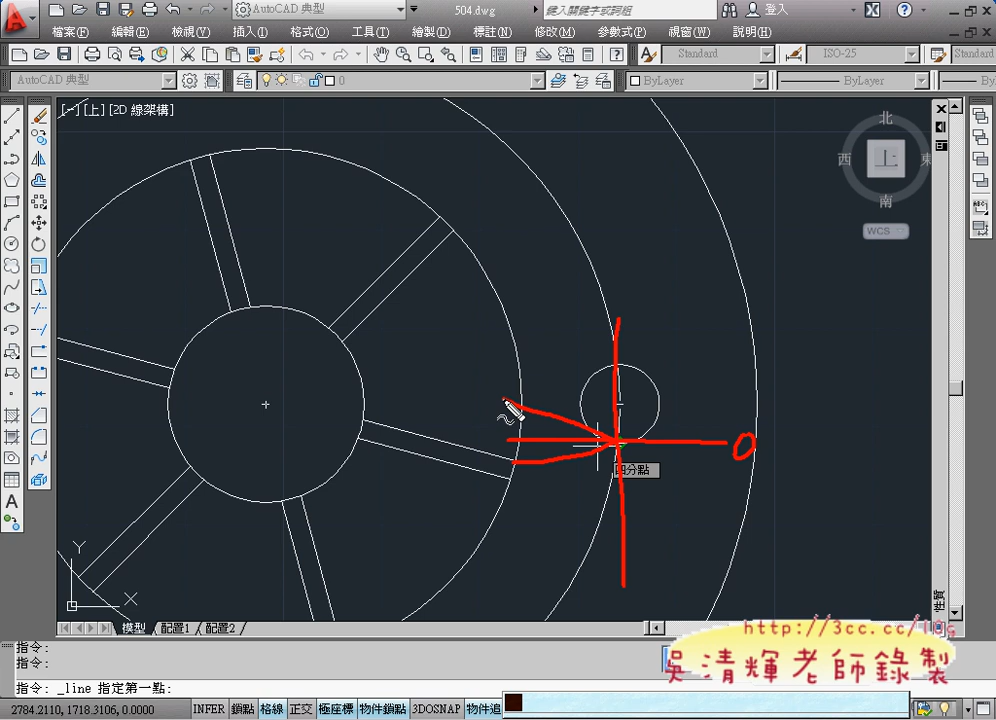 AutoCAD 典型 504.dwg 鍵入關鍵字或詞組 登入
檔案(F) 編輯(E) 檢視(V) 插入(I) 格式(O) 工具(T) 繪製(D) 標註(N) 修改(M) 參數式(P) 視窗(W) 說明(H)
Standard ISO-25 Standard
AutoCAD 典型 0 ByLayer ByLayer
[−] [上] [2D 線架構]
北
西 上 東
南
WCS
0
四分點
Y
X
性質
模型 配置1 配置2
指令:
指令:
指令: _line 指定第一點:
http://3cc.cc/10g
吳清輝老師錄製
2784.2110, 1718.3106, 0.0000 INFER 鎖點 格線 正交 極座標 物件鎖點 3DOSNAP 物件追